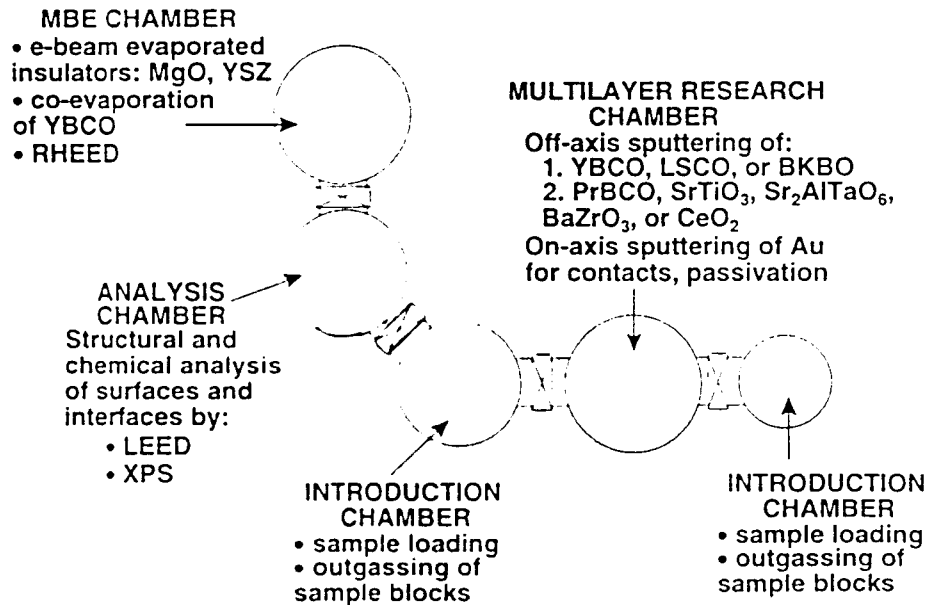 MBE CHAMBER
• e-beam evaporated
insulators: MgO, YSZ
• co-evaporation
of YBCO
• RHEED
MULTILAYER RESEARCH
CHAMBER
Off-axis sputtering of:
1. YBCO, LSCO, or BKBO
2. PrBCO, SrTiO₃, Sr₂AlTaO₆,
BaZrO₃, or CeO₂
On-axis sputtering of Au
for contacts, passivation
ANALYSIS
CHAMBER
Structural and
chemical analysis
of surfaces and
interfaces by:
• LEED
• XPS
INTRODUCTION
CHAMBER
• sample loading
• outgassing of
sample blocks
INTRODUCTION
CHAMBER
• sample loading
• outgassing of
sample blocks